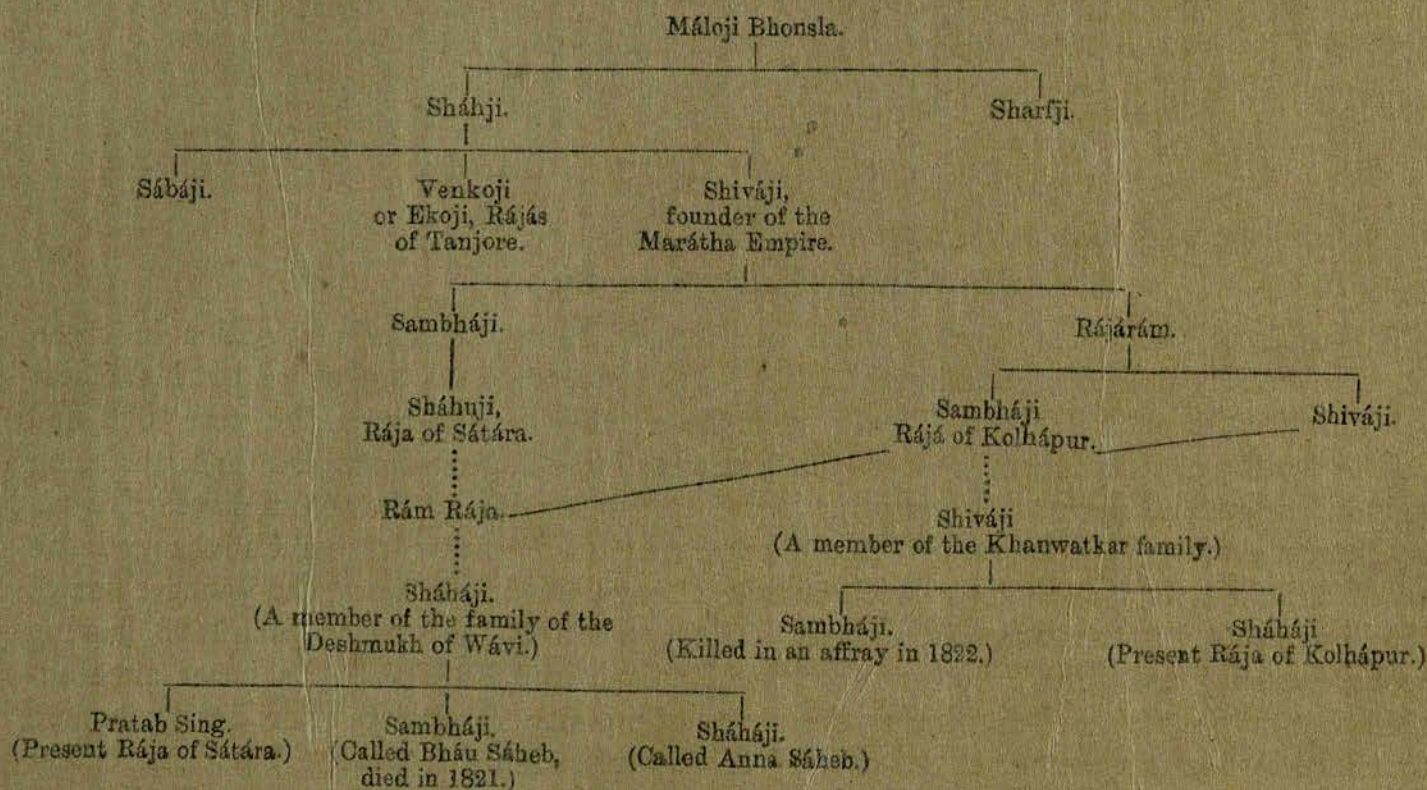 Máloji Bhonsla.
Sháhji.
Sharfji.
Sábáji.
Venkoji
or Ekoji, Rájás
of Tanjore.
Shiváji,
founder of the
Marátha Empire.
Sambháji.
Rájárám.
Sháhuji,
Rája of Sátára.
Sambháji
Rájá of Kolhápur.
Shiváji.
Rám Rája.
Shiváji
(A member of the Khanwatkar family.)
Sháháji.
(A member of the family of the
Deshmukh of Wávi.)
Sambháji.
(Killed in an affray in 1822.)
Sháháji
(Present Rája of Kolhápur.)
Pratab Sing.
(Present Rája of Sátára.)
Sambháji.
(Called Bháu Sáheb,
died in 1821.)
Sháháji.
(Called Anna Sáheb.)